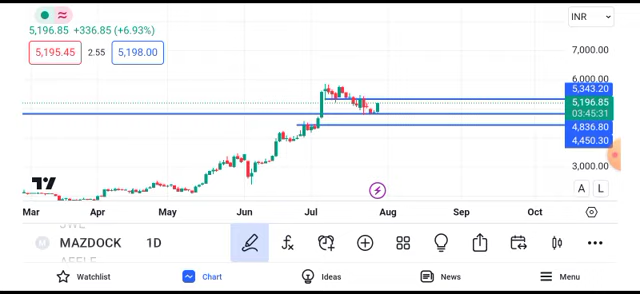 INR
5,196.85 +336.85 (+6.93%)
5,195.45 2.55 5,198.00
7,000.00
6,000.00
5,343.20
5,196.85
03:45:31
4,836.80
4,450.30
3,000.00
A L
Mar Apr May Jun Jul Aug Sep Oct
MAZDOCK 1D
Watchlist Chart Ideas News Menu